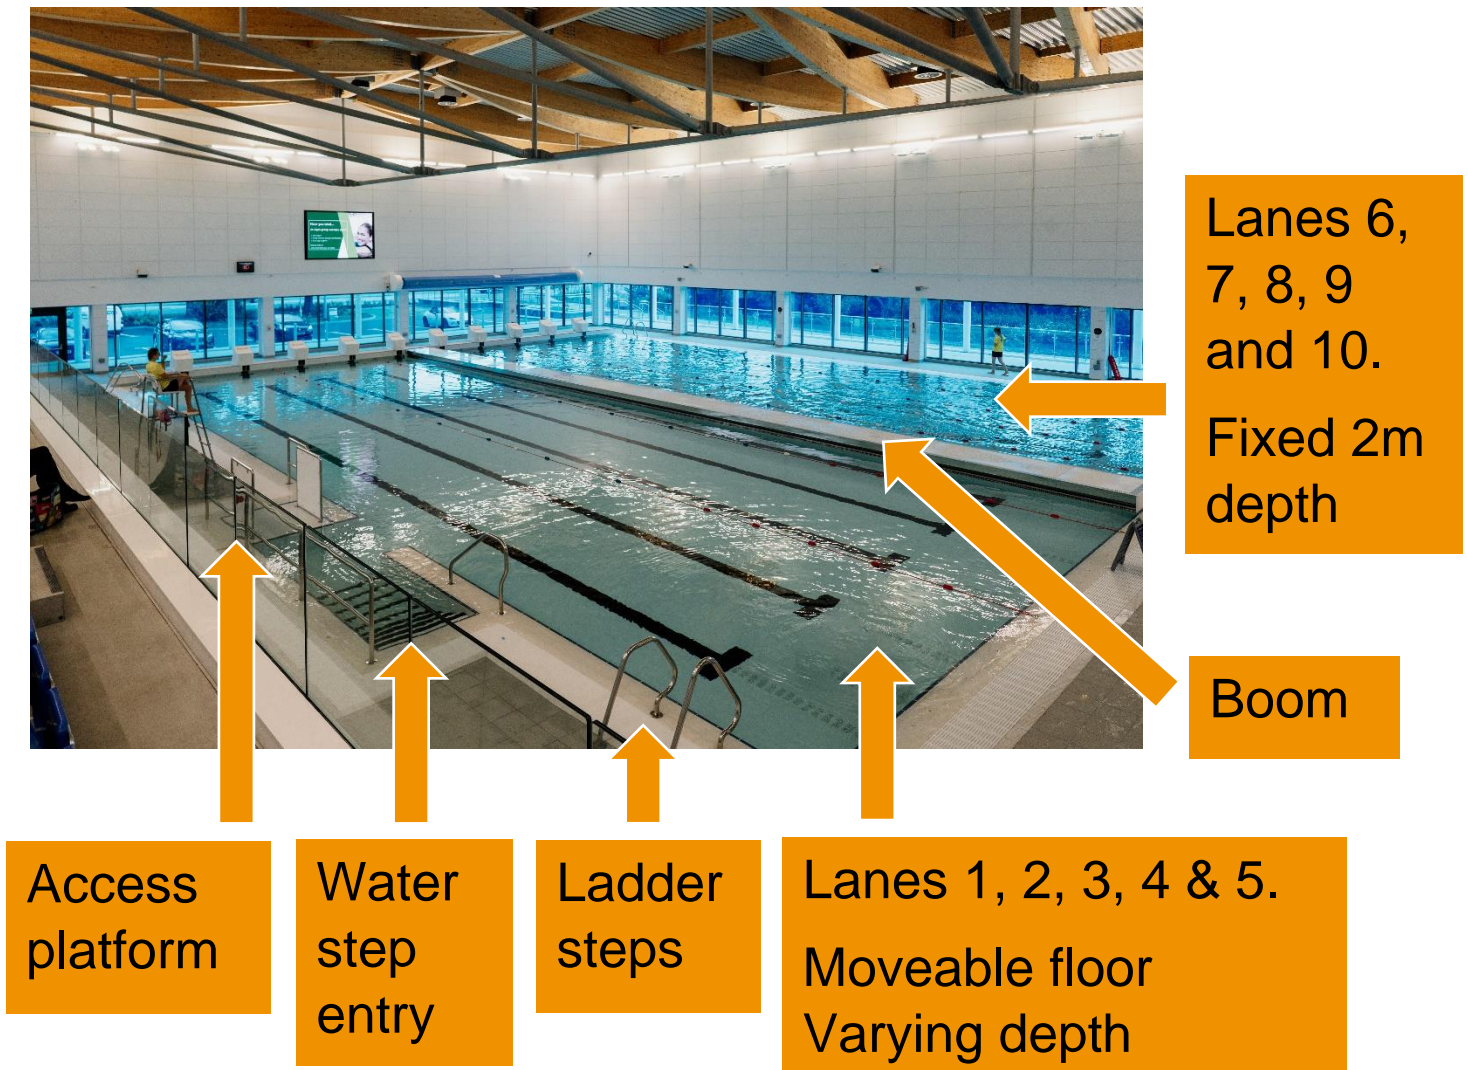 Lanes 6,
7, 8, 9
and 10.
Fixed 2m
depth
Boom
Access
platform
Water
step
entry
Ladder
steps
Lanes 1, 2, 3, 4 & 5.
Moveable floor
Varying depth